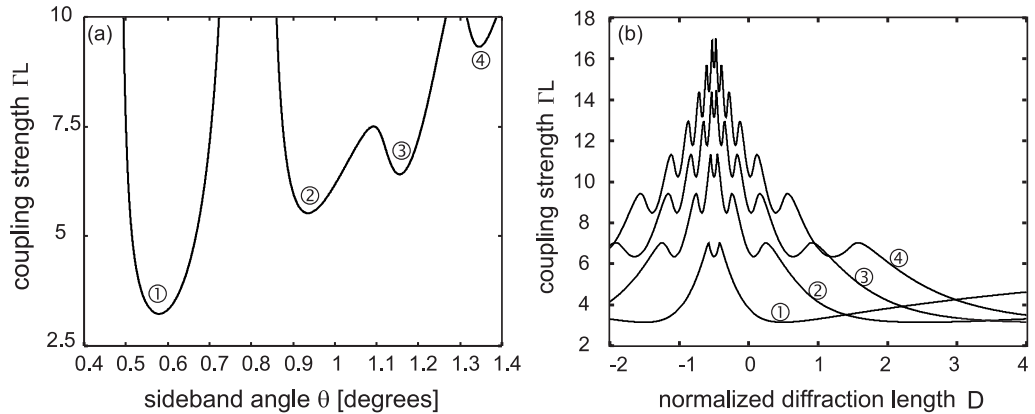 (a)
coupling strength ΓL
10
7.5
5
2.5
①
②
③
④
0.4 0.5 0.6 0.7 0.8 0.9 1 1.1 1.2 1.3 1.4
sideband angle θ [degrees]
(b)
coupling strength ΓL
18
16
14
12
10
8
6
4
2
④
③
②
①
-2 -1 0 1 2 3 4
normalized diffraction length D